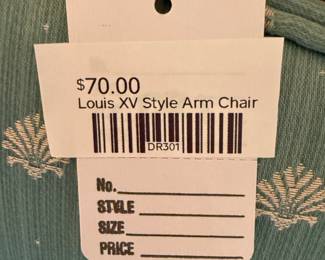 $70.00
Louis XV Style Arm Chair
DR301
No.
STYLE
SIZE
PRICE